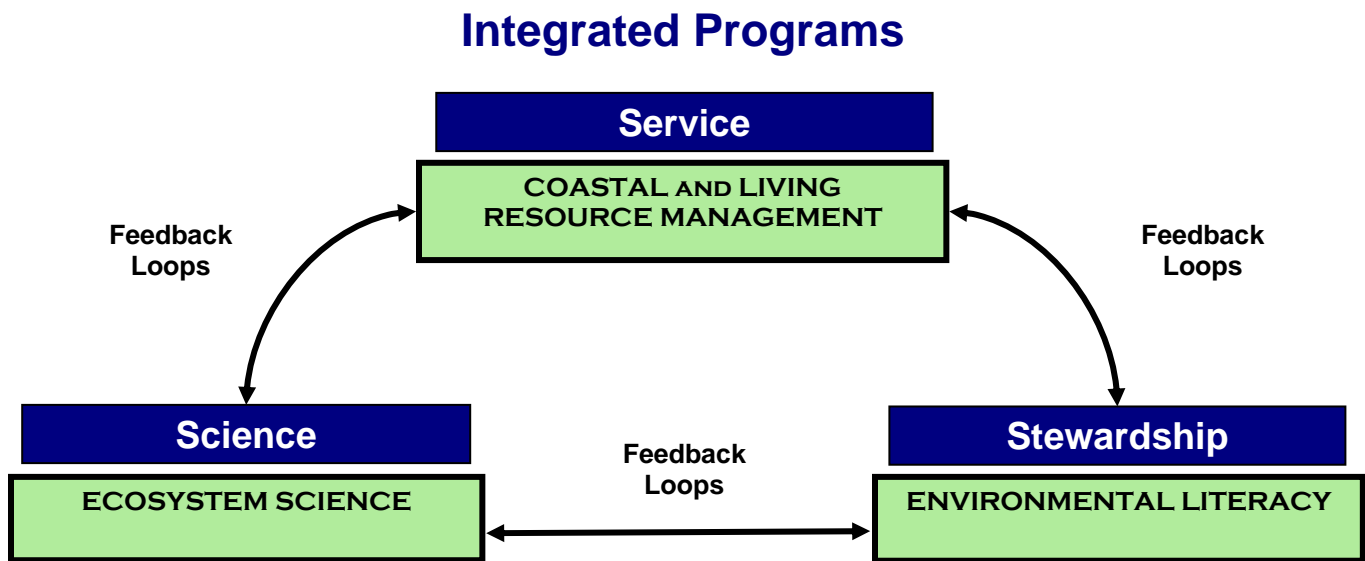 Integrated Programs
Service
COASTAL AND LIVING
RESOURCE MANAGEMENT
Feedback
Loops
Feedback
Loops
Science
ECOSYSTEM SCIENCE
Feedback
Loops
Stewardship
ENVIRONMENTAL LITERACY